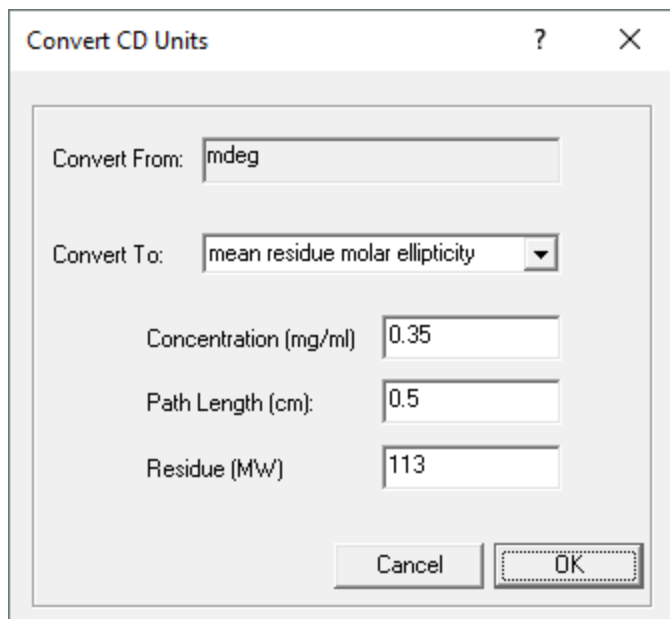 Convert CD Units ?
Convert From: mdeg
Convert To: mean residue molar ellipticity
Concentration (mg/ml) 0.35
Path Length (cm): 0.5
Residue (MW) 113
Cancel OK